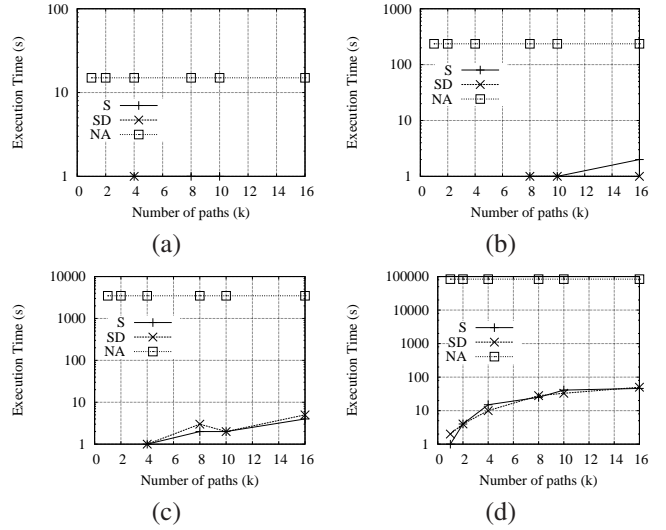 100
10
1
Execution Time (s)
S
SD
NA
0 2 4 6 8 10 12 14 16
Number of paths (k)
(a)
1000
100
10
1
Execution Time (s)
S
SD
NA
0 2 4 6 8 10 12 14 16
Number of paths (k)
(b)
10000
1000
100
10
1
Execution Time (s)
S
SD
NA
0 2 4 6 8 10 12 14 16
Number of paths (k)
(c)
100000
10000
1000
100
10
1
Execution Time (s)
S
SD
NA
0 2 4 6 8 10 12 14 16
Number of paths (k)
(d)